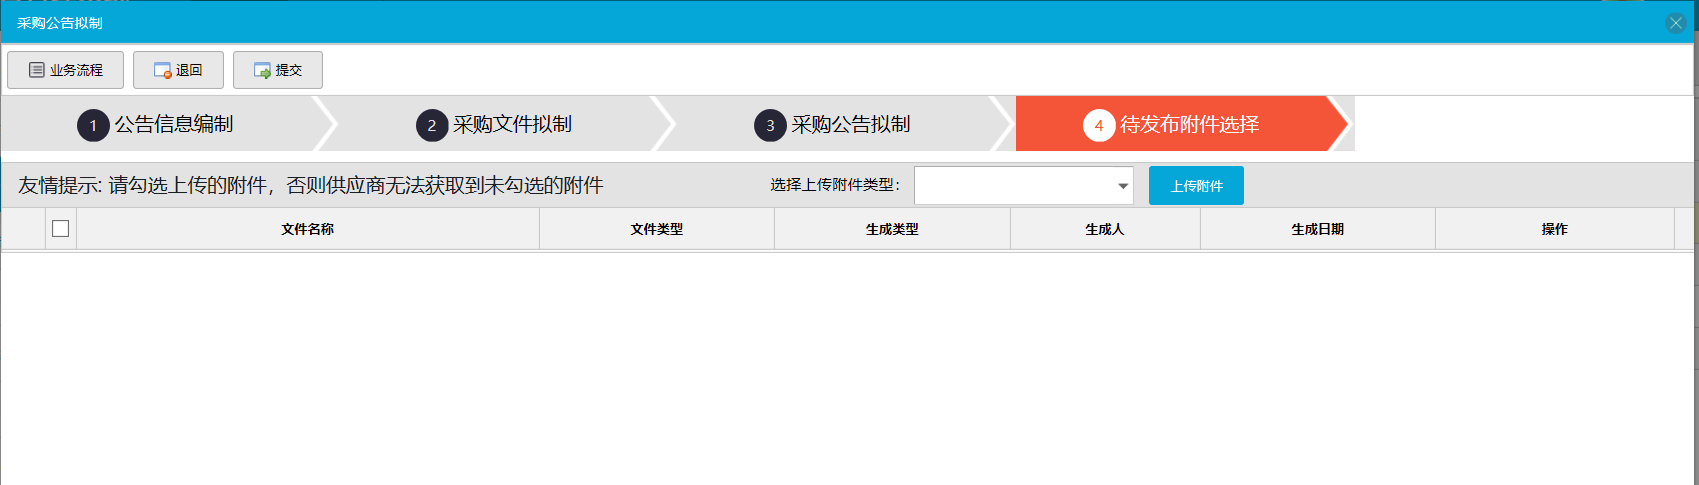 采购公告拟制
业务流程 退回 提交
1 公告信息编制 2 采购文件拟制 3 采购公告拟制 4 待发布附件选择
友情提示: 请勾选上传的附件，否则供应商无法获取到未勾选的附件 选择上传附件类型: 上传附件
文件名称 文件类型 生成类型 生成人 生成日期 操作